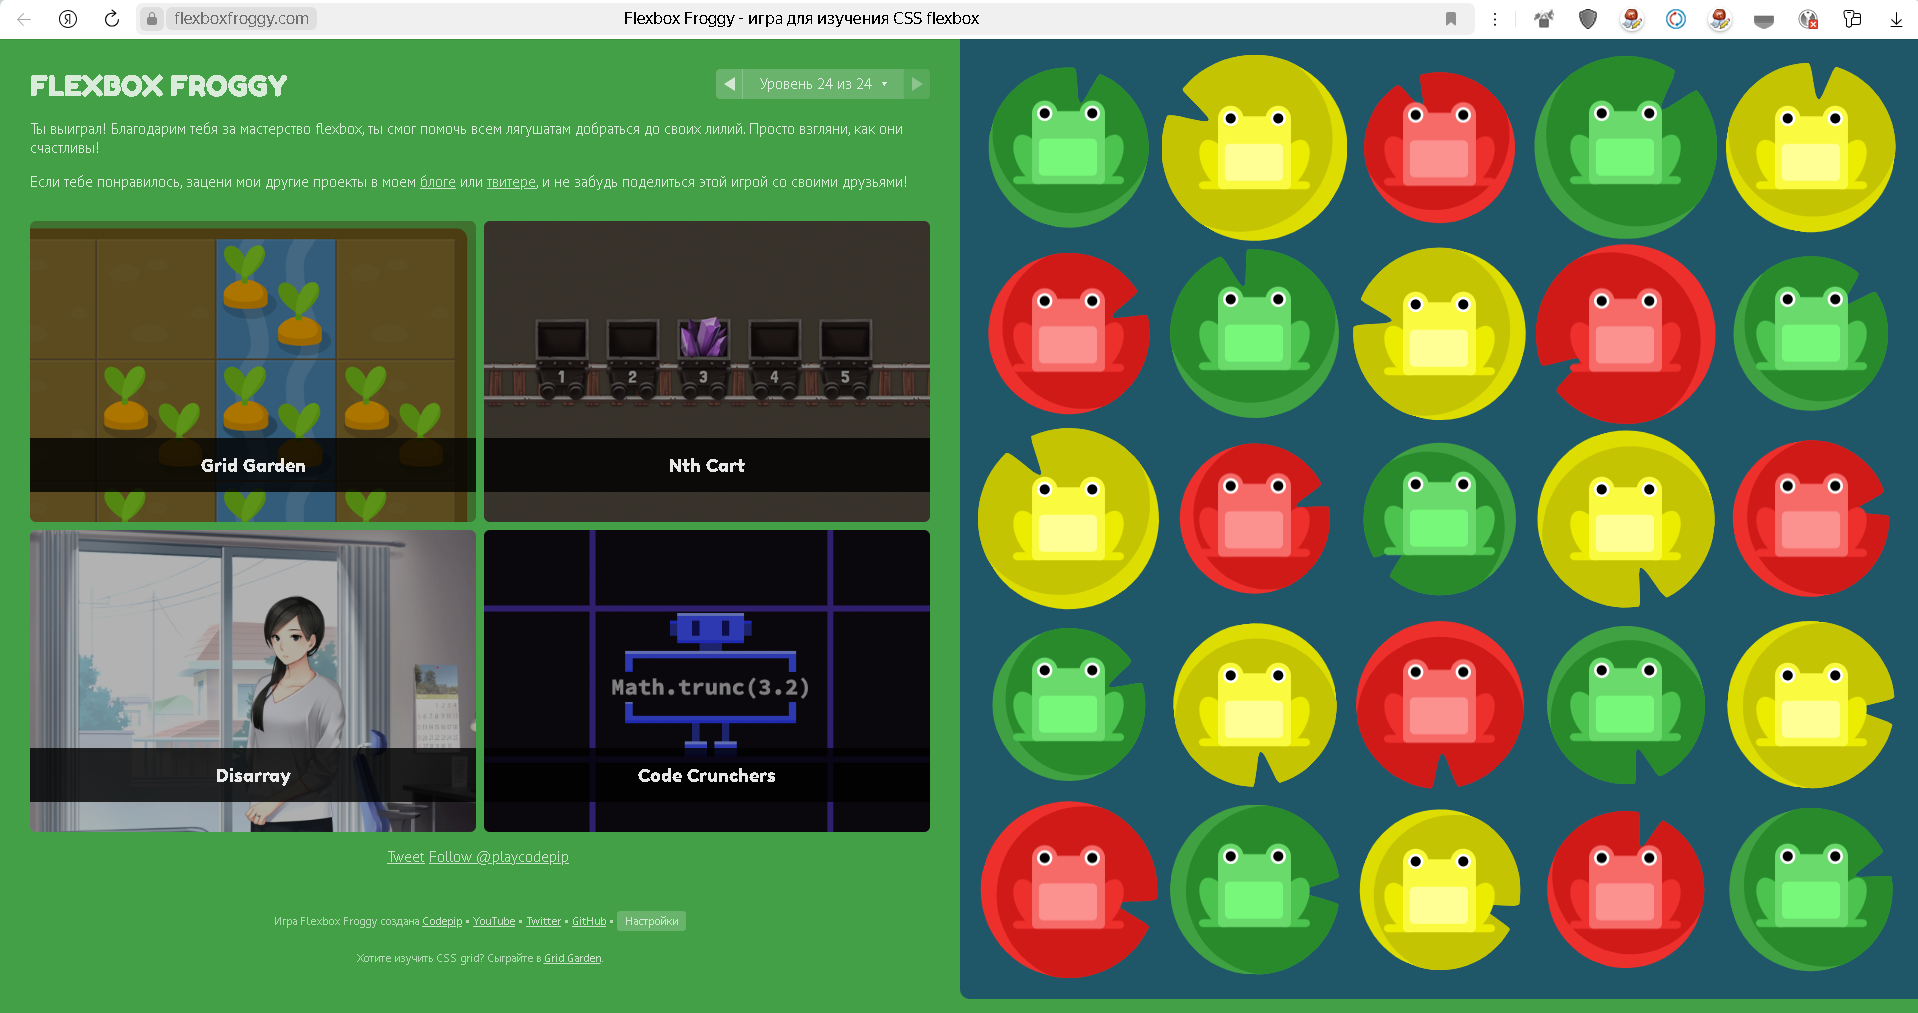 flexboxfroggy.com
Flexbox Froggy - игра для изучения CSS flexbox
FLEXBOX FROGGY
Уровень 24 из 24
Ты выиграл! Благодарим тебя за мастерство flexbox, ты смог помочь всем лягушатам добраться до своих лилий. Просто взгляни, как они
счастливы!
Если тебе понравилось, зацени мои другие проекты в моем блоге или твитере, и не забудь поделиться этой игрой со своими друзьями!
1 2 3 4 5
Grid Garden
Nth Cart
Math.trunc(3.2)
Disarray
Code Crunchers
Tweet Follow @playcodepip
Игра Flexbox Froggy создана Codepip • YouTube • Twitter • GitHub • Настройки
Хотите изучить CSS grid? Сыграйте в Grid Garden.